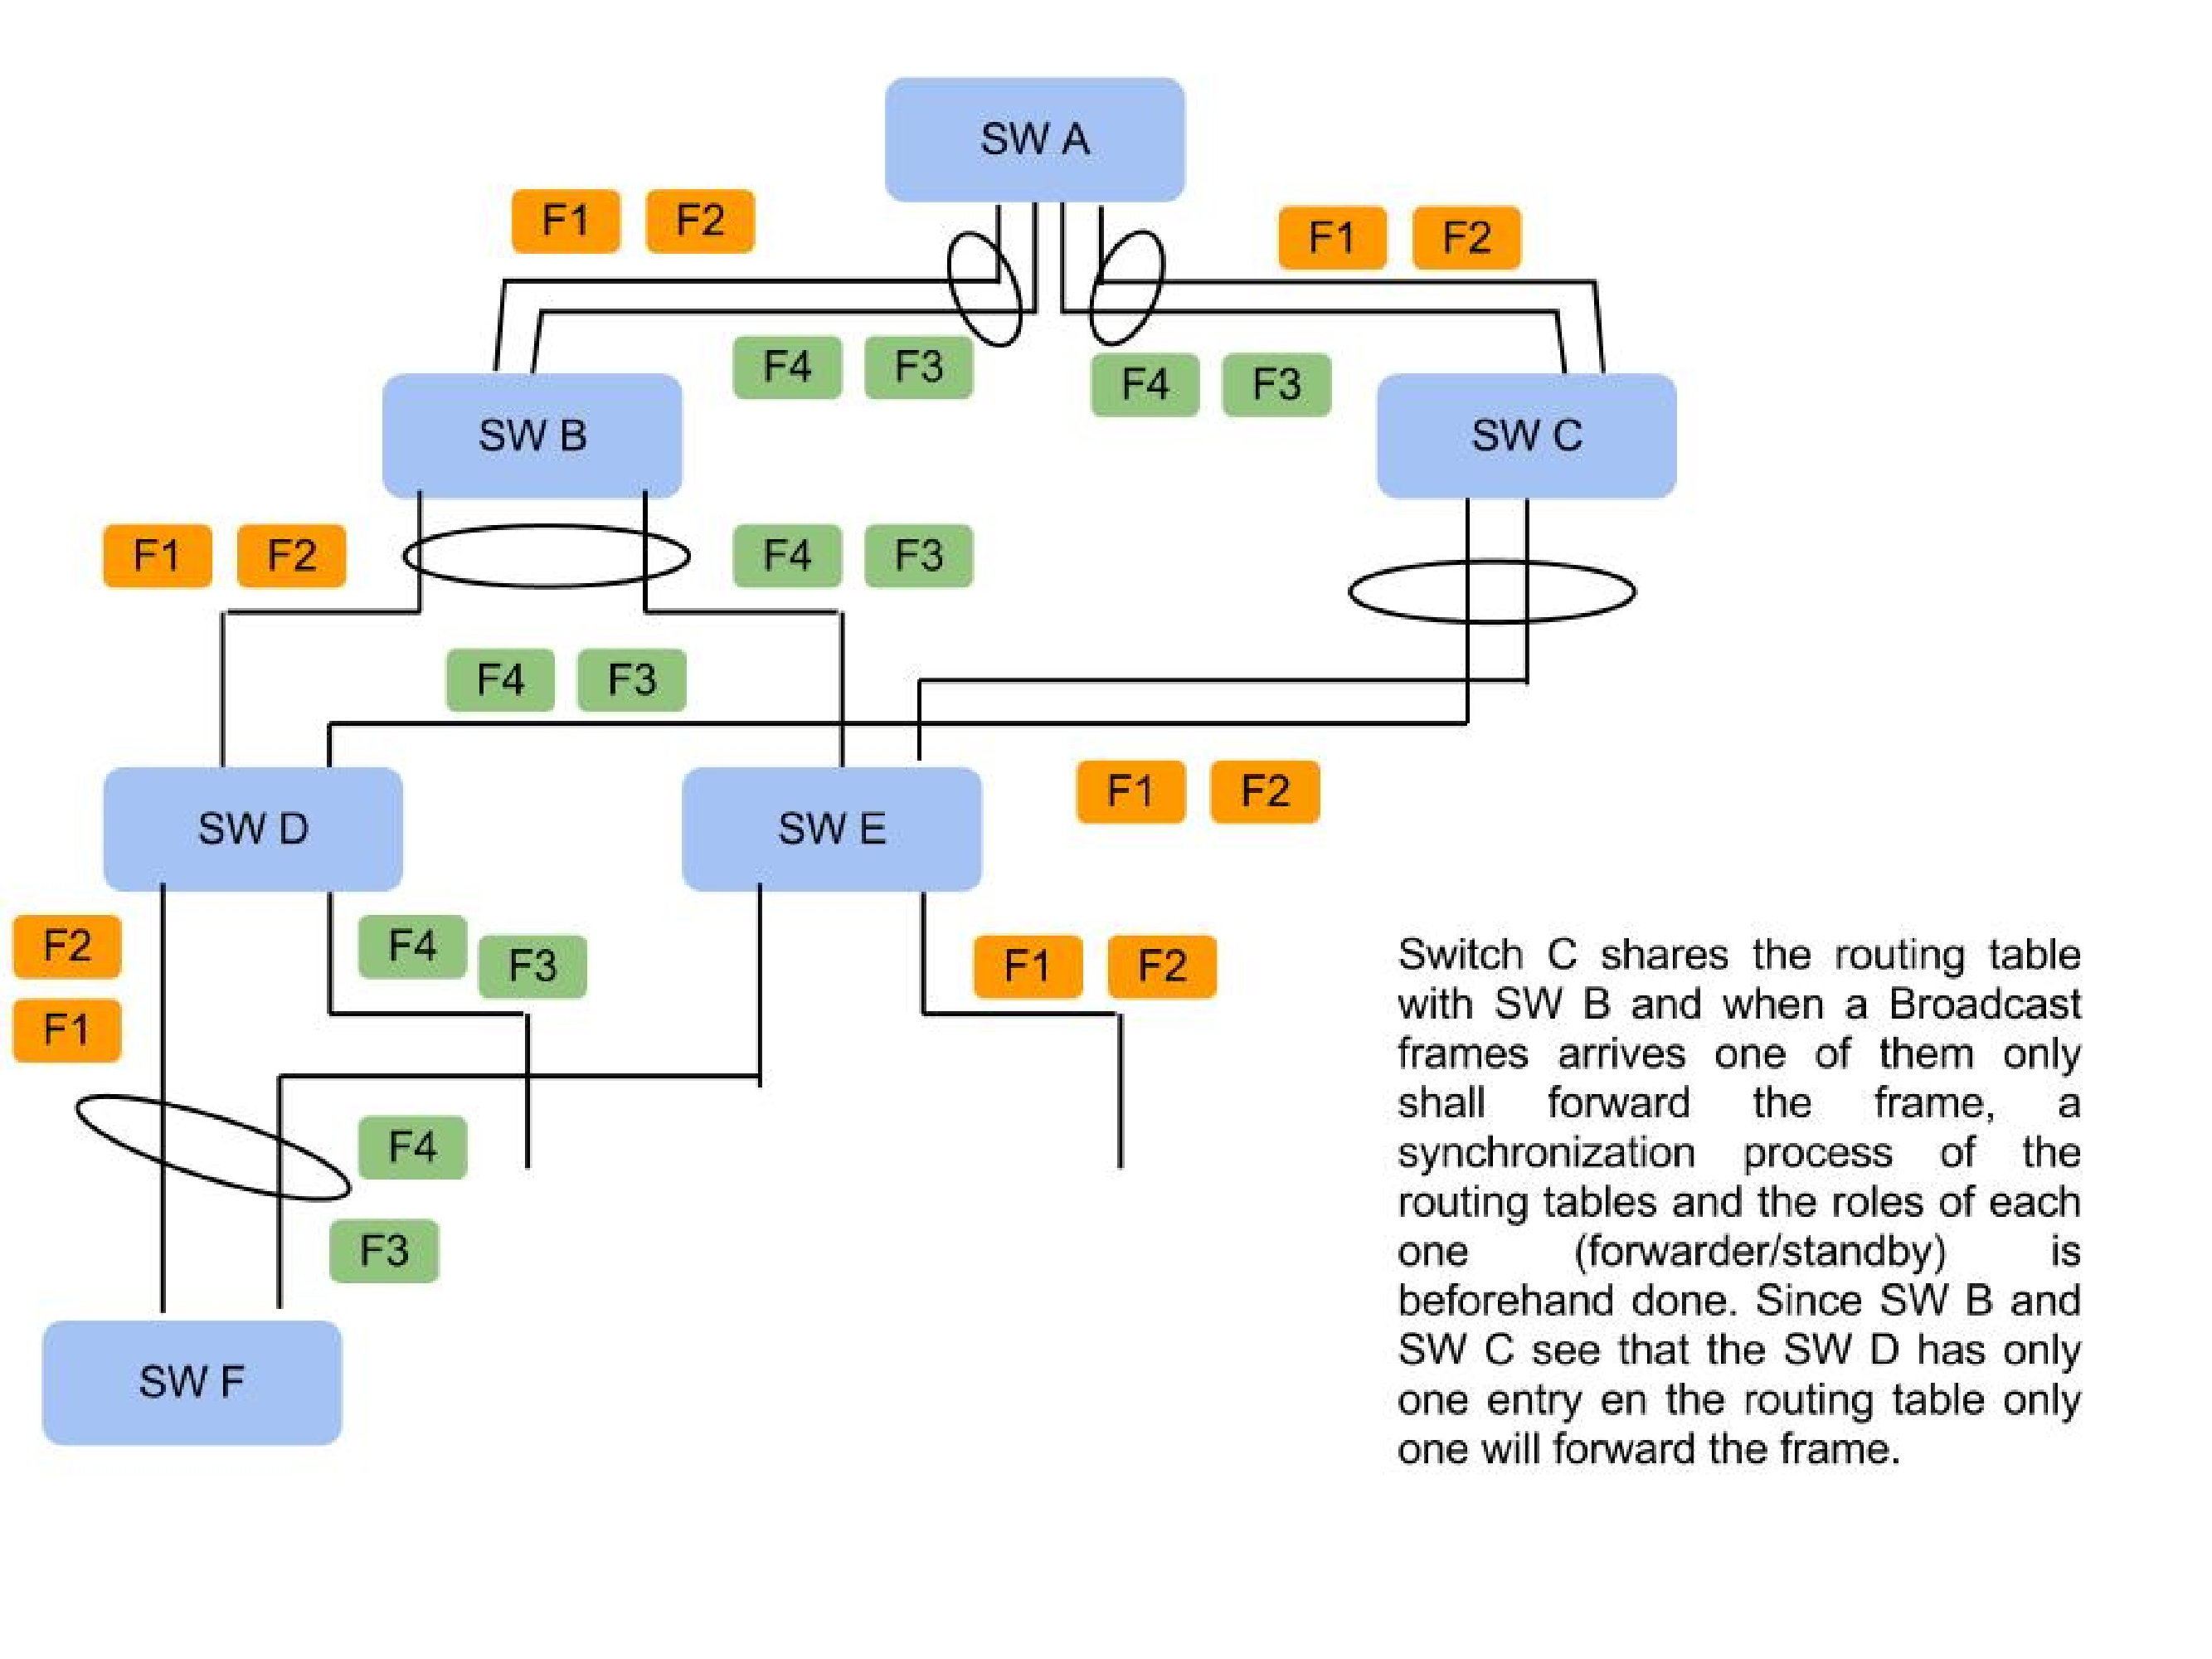 SW A
F1 F2
F1 F2
F4 F3
F4 F3
SW B
SW C
F1 F2
F4 F3
F4 F3
F1 F2
SW D
SW E
F2
F4
F3
F1 F2
F1
F4
F3
SW F
Switch C shares the routing table
with SW B and when a Broadcast
frames arrives one of them only
shall forward the frame, a
synchronization process of the
routing tables and the roles of each
one (forwarder/standby) is
beforehand done. Since SW B and
SW C see that the SW D has only
one entry en the routing table only
one will forward the frame.